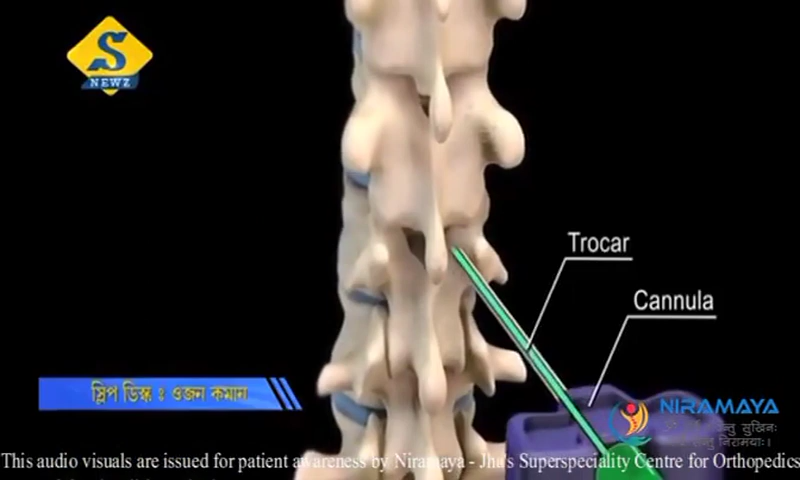 S
NEWZ
Trocar
Cannula
স্লিপ ডিস্ক ঃ ওজন কমান
NIRAMAYA
सुखिनः
निरामयाः।
This audio visuals are issued for patient awareness by Niramaya - Jha's Superspeciality Centre for Orthopedics